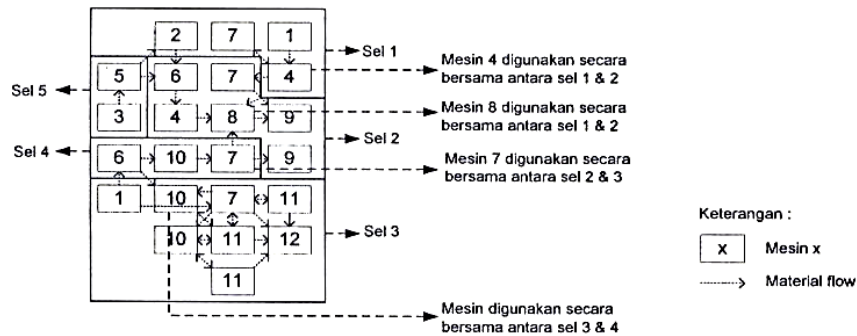 2 7 1
Sel 1
Mesin 4 digunakan secara
bersama antara sel 1 & 2
5 6 7 4
Sel 5
3 4 8 9
Mesin 8 digunakan secara
bersama antara sel 1 & 2
Sel 2
Sel 4
6 10 7 9
Mesin 7 digunakan secara
bersama antara sel 2 & 3
1 10 7 11
10 11 12
Sel 3
11
Mesin digunakan secara
bersama antara sel 3 & 4
Keterangan :
X Mesin x
Material flow